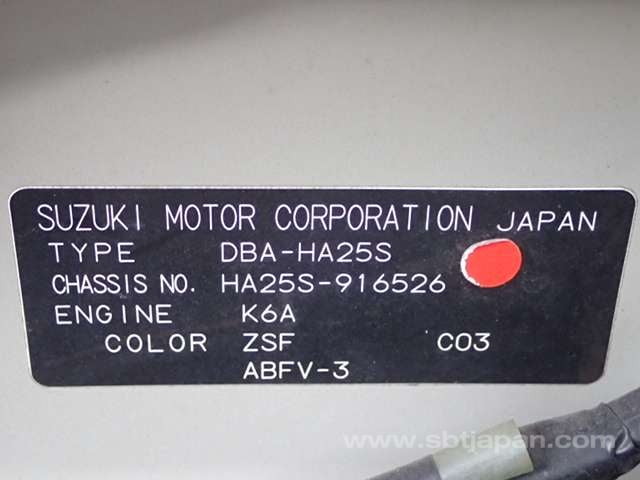 SUZUKI MOTOR CORPORATION JAPAN
TYPE DBA-HA25S
CHASSIS NO. HA25S-916526
ENGINE K6A
COLOR ZSF C03
ABFV-3
www.sbtjapan.com